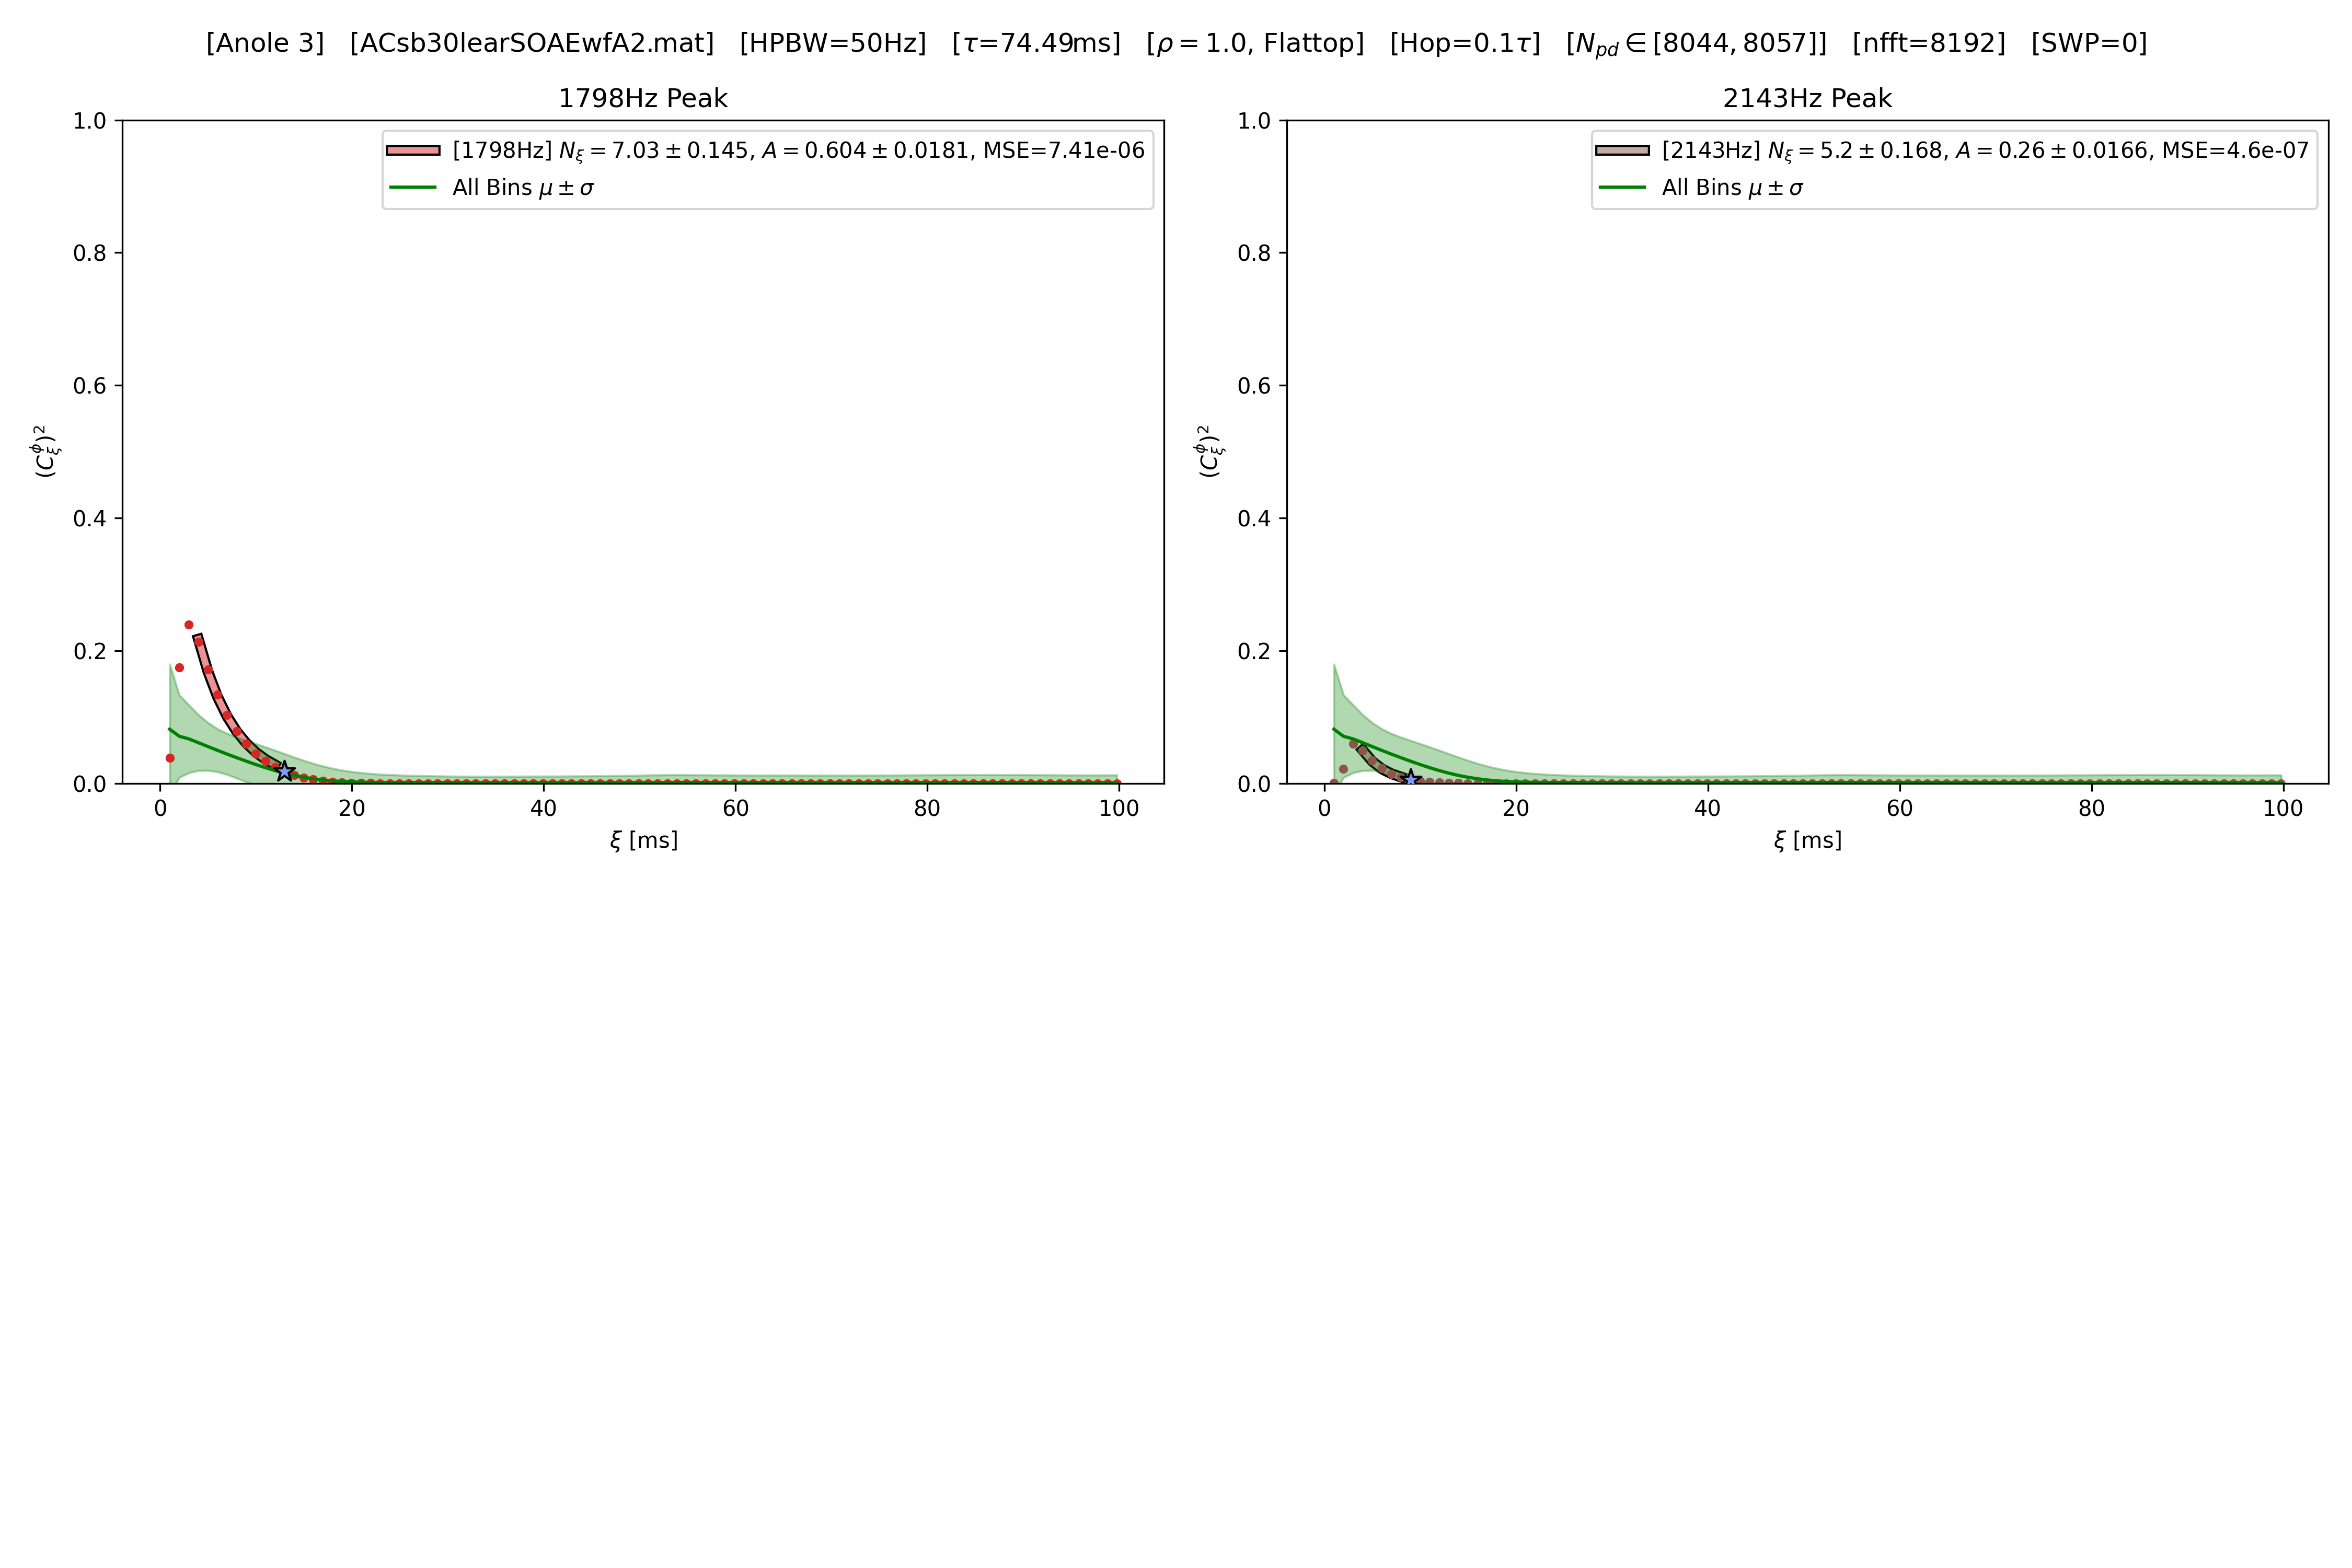 [Anole 3] [ACsb30learSOAEwfA2.mat] [HPBW=50Hz] [τ=74.49ms] [ρ = 1.0, Flattop] [Hop=0.1τ] [N_pd ∈ [8044, 8057]] [nfft=8192] [SWP=0]
1798Hz Peak
[1798Hz] N_ξ = 7.03 ± 0.145, A = 0.604 ± 0.0181, MSE=7.41e-06
All Bins μ ± σ
1.0
0.8
0.6
0.4
0.2
0.0
(C_ξ^ϕ)^2
0 20 40 60 80 100
ξ [ms]
2143Hz Peak
[2143Hz] N_ξ = 5.2 ± 0.168, A = 0.26 ± 0.0166, MSE=4.6e-07
All Bins μ ± σ
1.0
0.8
0.6
0.4
0.2
0.0
(C_ξ^ϕ)^2
0 20 40 60 80 100
ξ [ms]